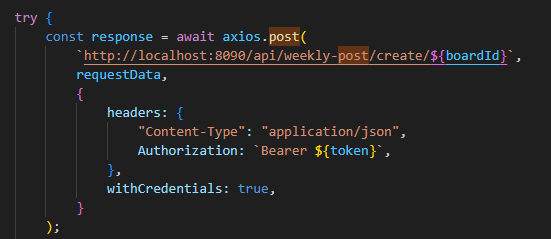 try {
const response = await axios.post(
`http://localhost:8090/api/weekly-post/create/${boardId}`,
requestData,
{
headers: {
"Content-Type": "application/json",
Authorization: `Bearer ${token}`,
},
withCredentials: true,
}
);